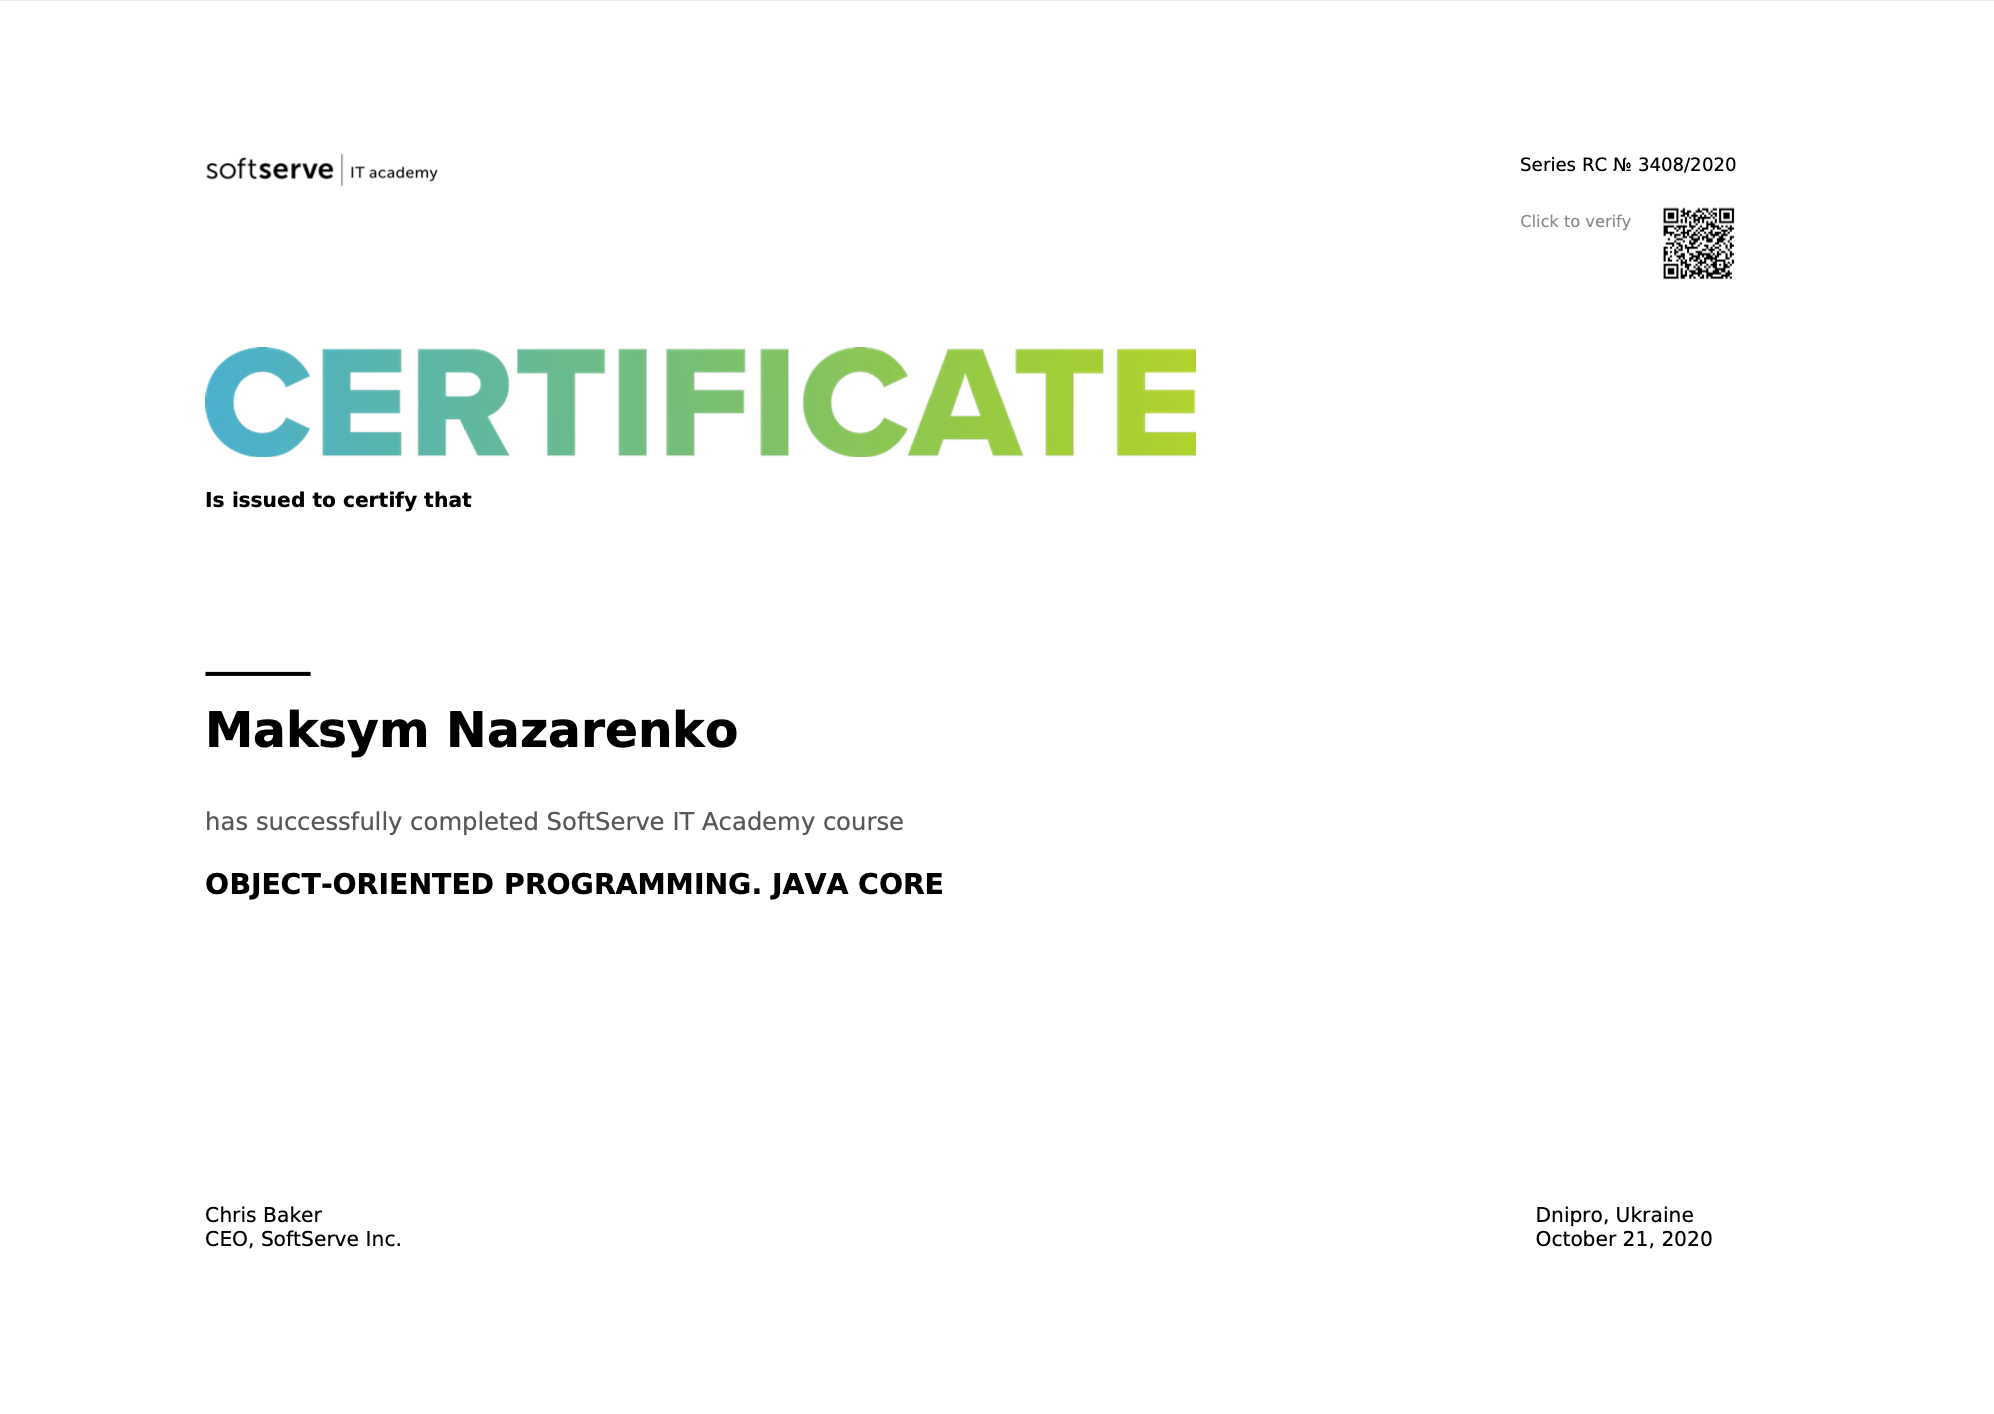 softserve | IT academy
Series RC № 3408/2020
Click to verify
CERTIFICATE
Is issued to certify that
Maksym Nazarenko
has successfully completed SoftServe IT Academy course
OBJECT-ORIENTED PROGRAMMING. JAVA CORE
Chris Baker
CEO, SoftServe Inc.
Dnipro, Ukraine
October 21, 2020